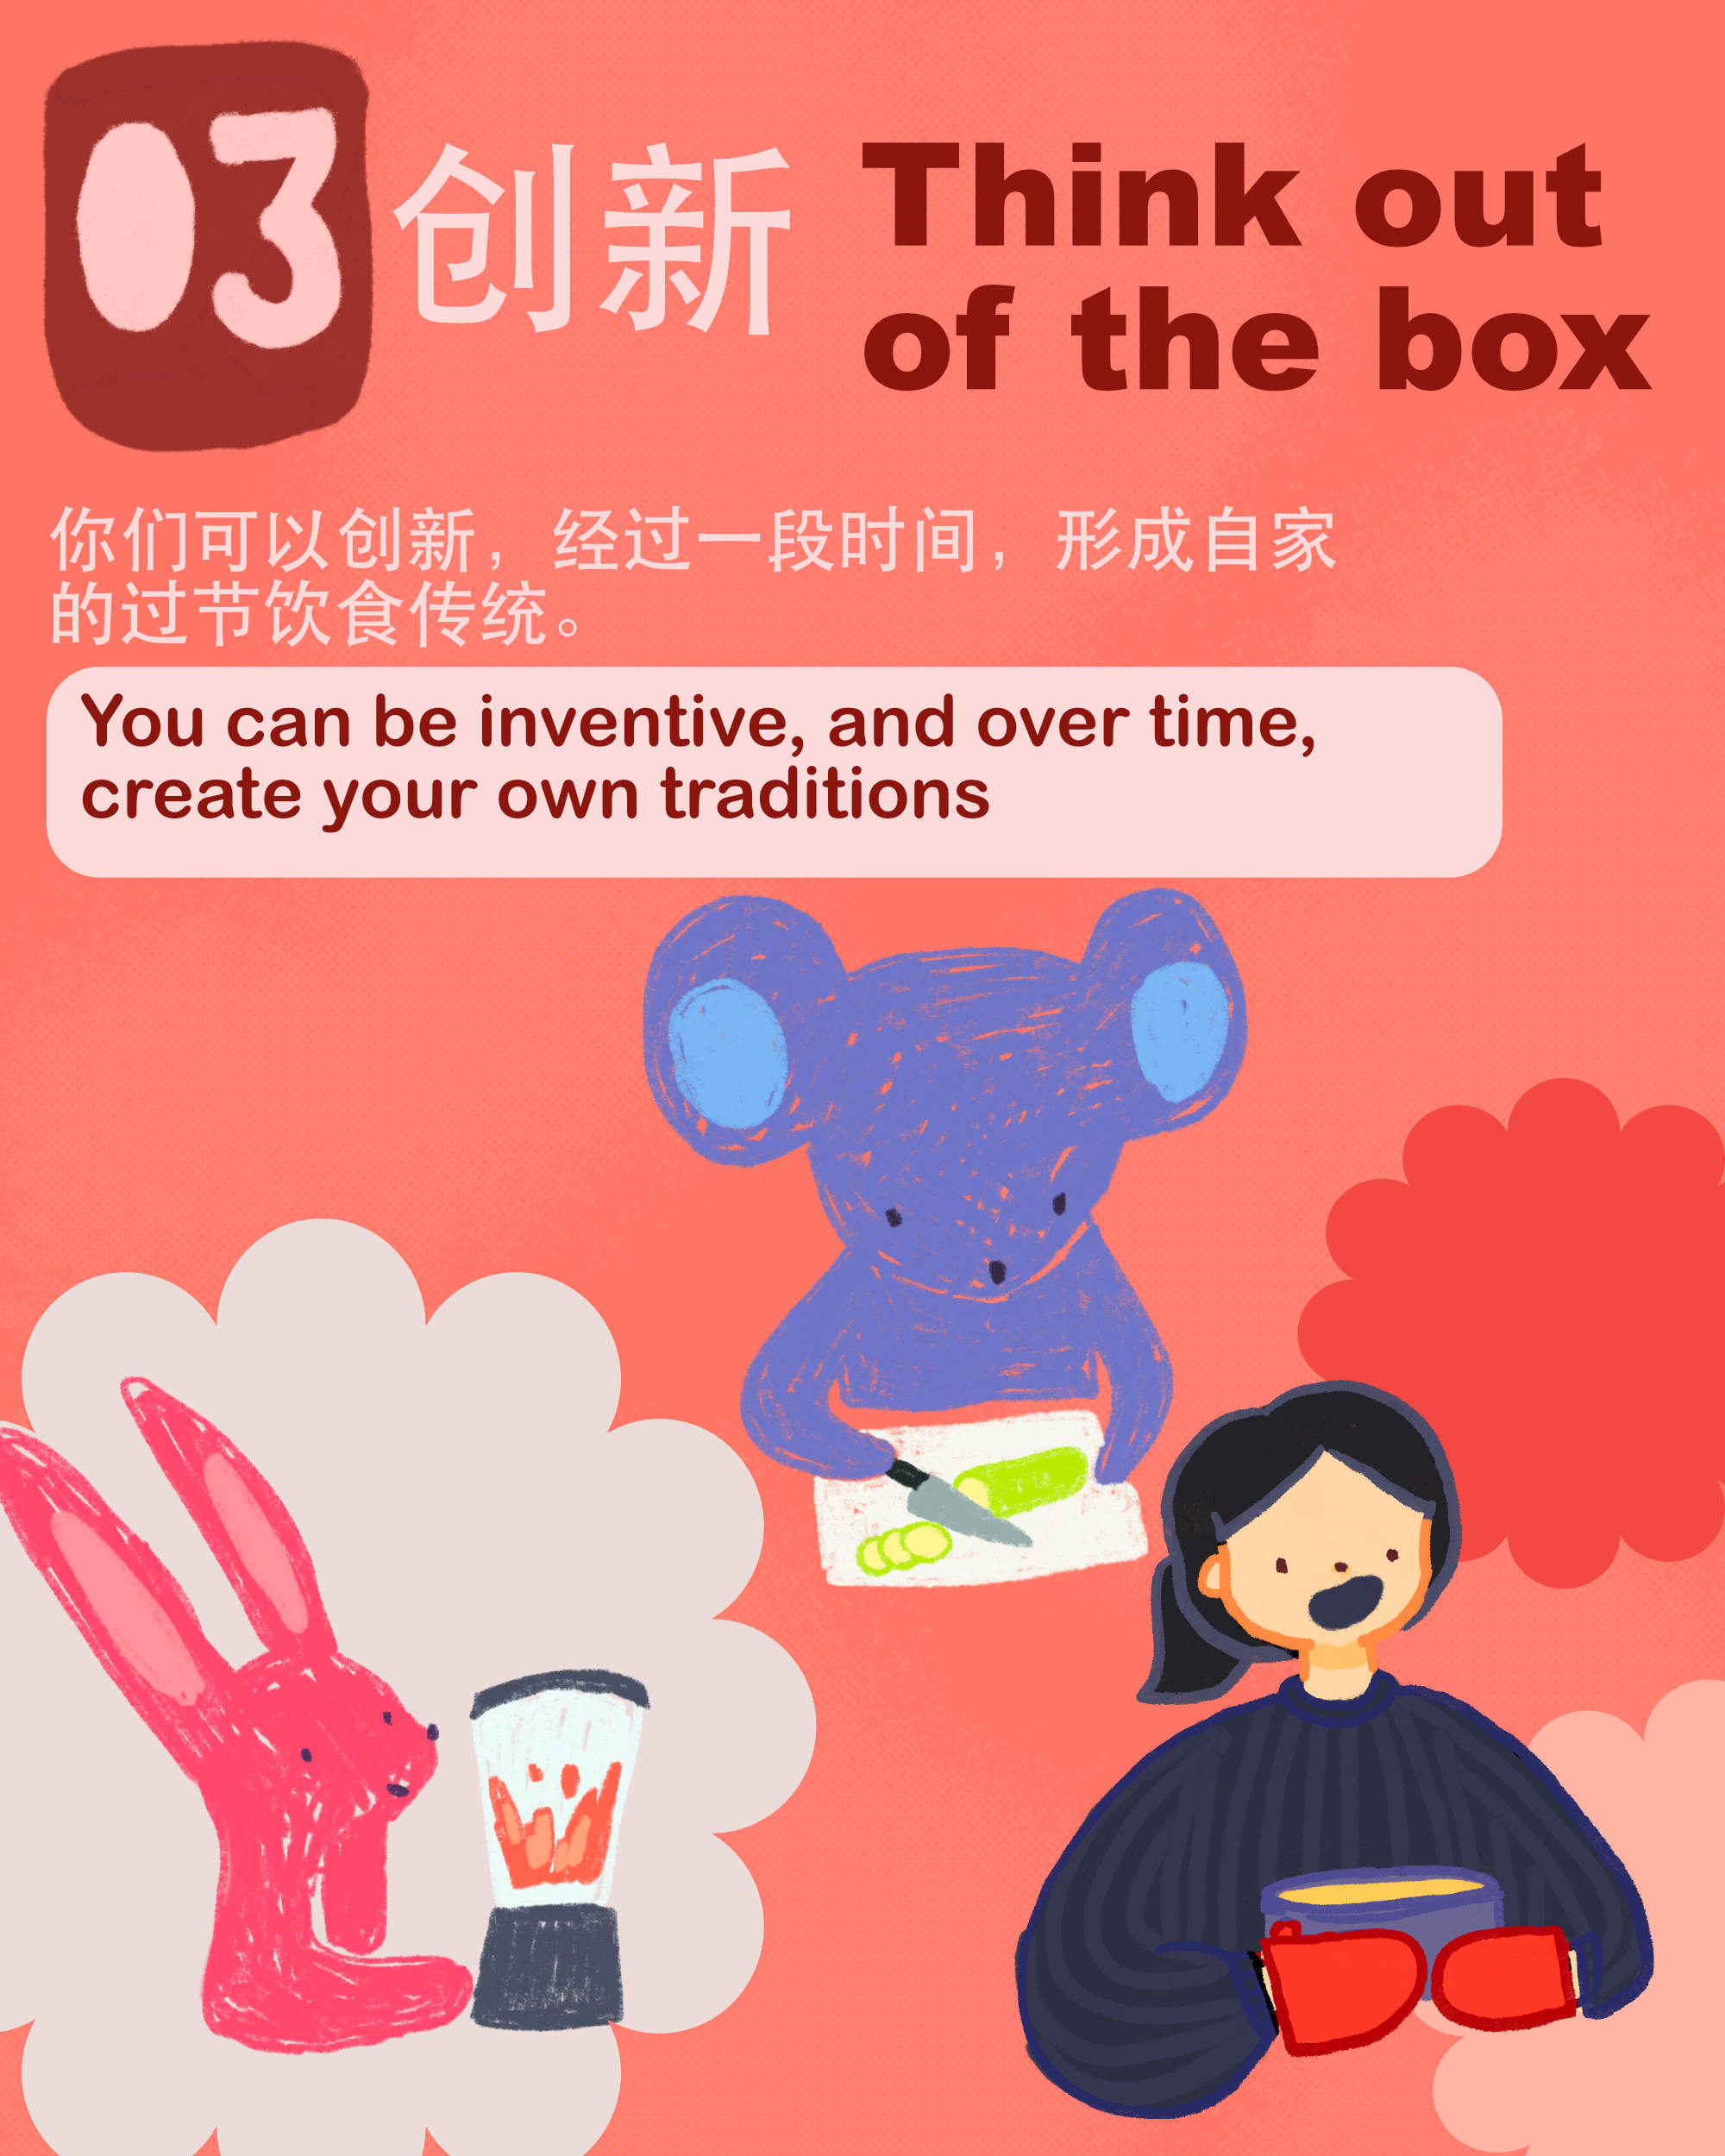 03
创新
Think out
of the box
你们可以创新，经过一段时间，形成自家
的过节饮食传统。
You can be inventive, and over time,
create your own traditions